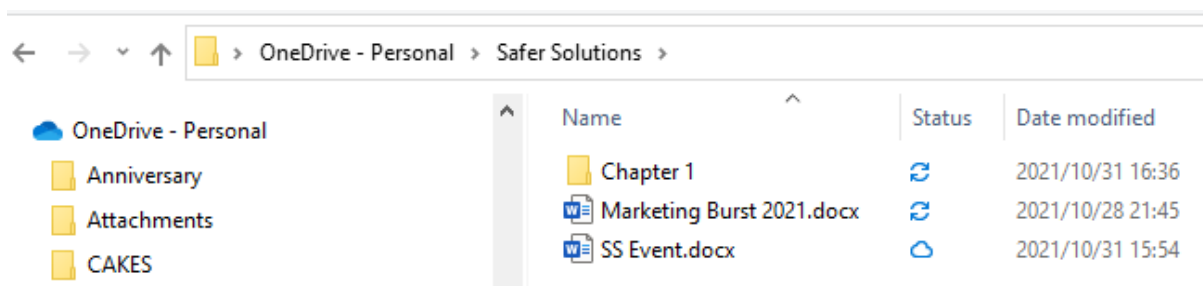 OneDrive - Personal > Safer Solutions >
OneDrive - Personal
Anniversary
Attachments
CAKES
Name Status Date modified
Chapter 1 2021/10/31 16:36
Marketing Burst 2021.docx 2021/10/28 21:45
SS Event.docx 2021/10/31 15:54